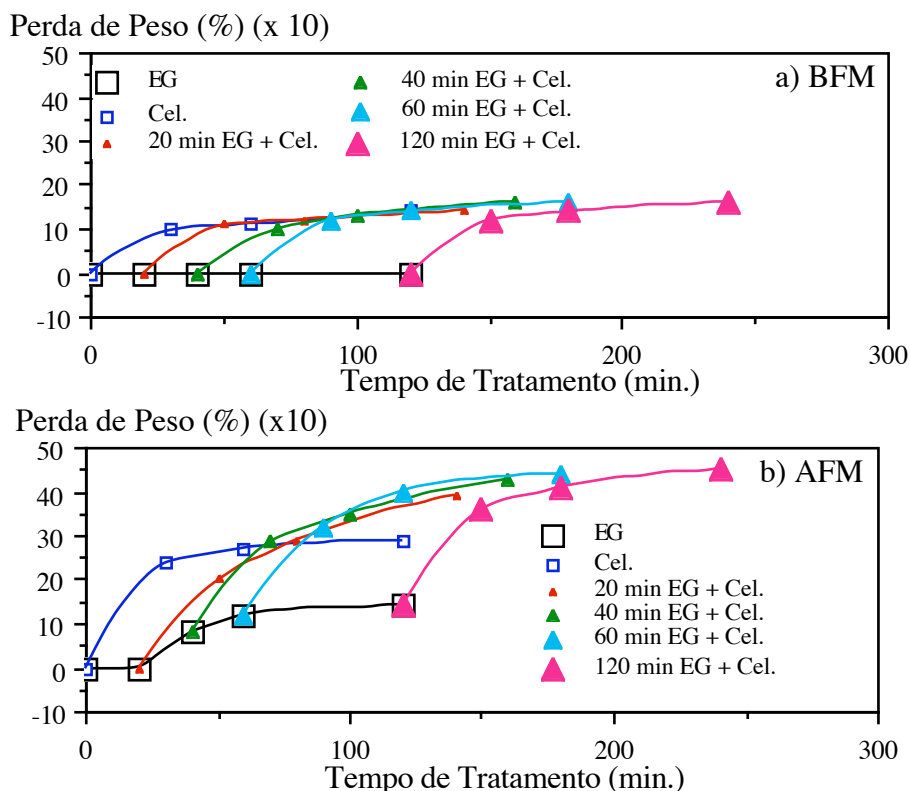 Perda de Peso (%) (x 10)
50
40
30
20
10
0
-10
EG
Cel.
20 min EG + Cel.
40 min EG + Cel.
60 min EG + Cel.
120 min EG + Cel.
a) BFM
0
100
200
300
Tempo de Tratamento (min.)
Perda de Peso (%) (x10)
50
40
30
20
10
0
-10
b) AFM
EG
Cel.
20 min EG + Cel.
40 min EG + Cel.
60 min EG + Cel.
120 min EG + Cel.
0
100
200
300
Tempo de Tratamento (min.)